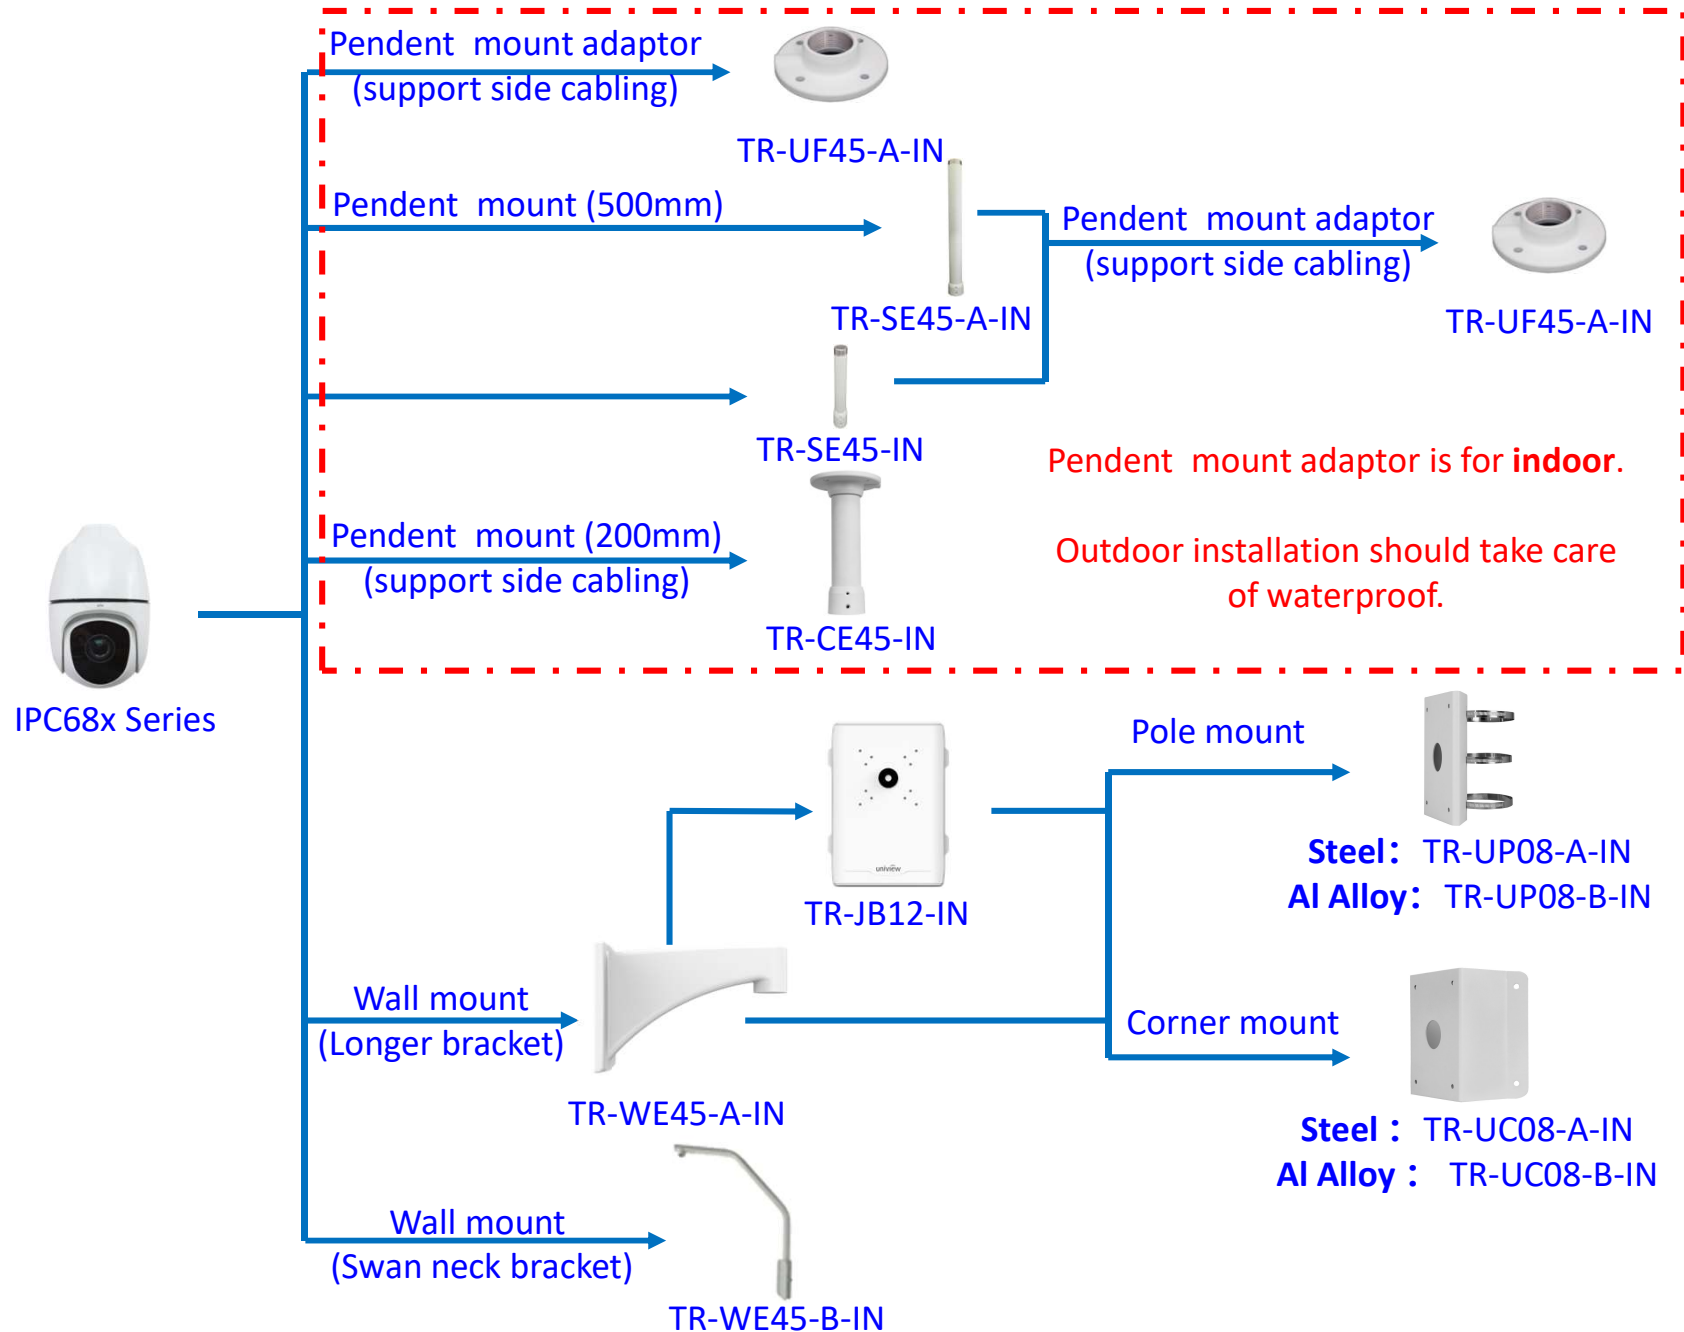 Pendent mount adaptor
(support side cabling)
TR-UF45-A-IN
Pendent mount (500mm)
TR-SE45-A-IN
Pendent mount adaptor
(support side cabling)
TR-UF45-A-IN
TR-SE45-IN
Pendent mount adaptor is for indoor.
Outdoor installation should take care
of waterproof.
Pendent mount (200mm)
(support side cabling)
TR-CE45-IN
IPC68x Series
uniview
TR-JB12-IN
Pole mount
Steel： TR-UP08-A-IN
Al Alloy： TR-UP08-B-IN
Wall mount
(Longer bracket)
TR-WE45-A-IN
Corner mount
Steel： TR-UC08-A-IN
Al Alloy： TR-UC08-B-IN
Wall mount
(Swan neck bracket)
TR-WE45-B-IN